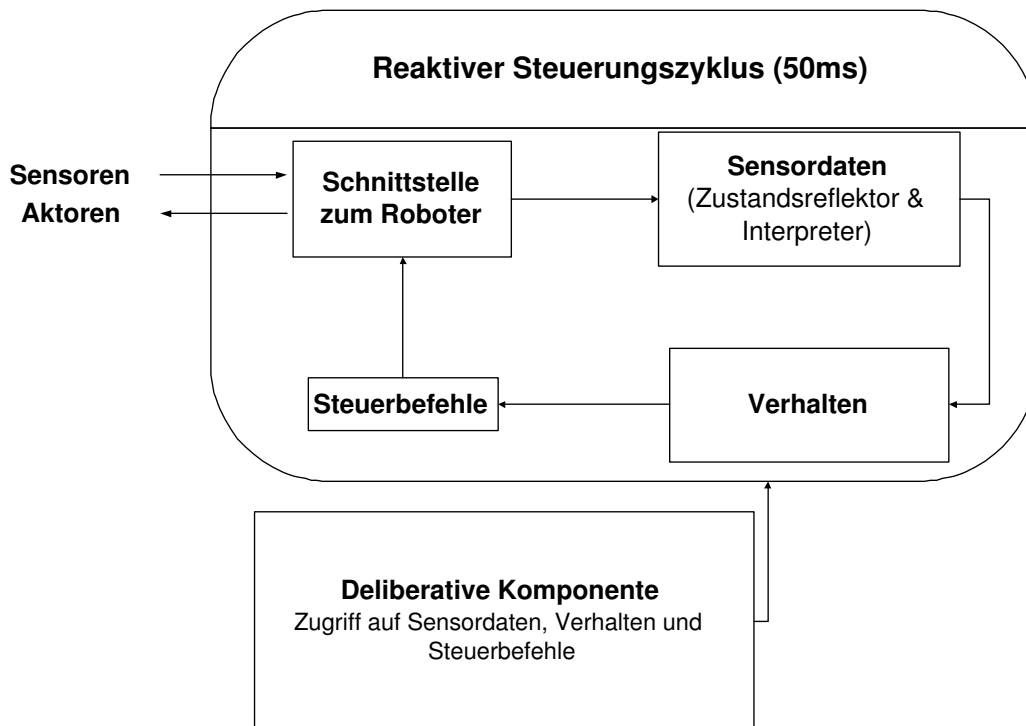 Reaktiver Steuerungszyklus (50ms)
Sensoren
Aktoren
Schnittstelle
zum Roboter
Sensordaten
(Zustandsreflektor &
Interpreter)
Steuerbefehle
Verhalten
Deliberative Komponente
Zugriff auf Sensordaten, Verhalten und
Steuerbefehle